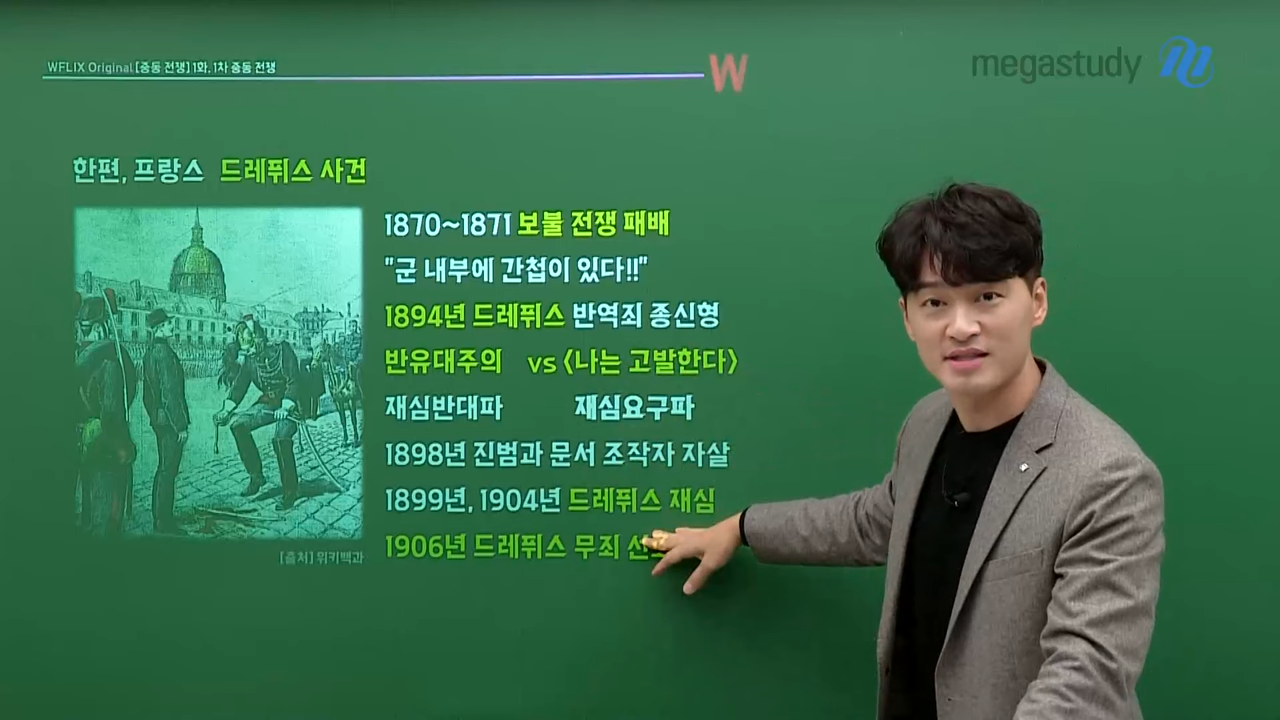 WFLIX Original [중동 전쟁] 1화. 1차 중동 전쟁
W
megastudy
한편, 프랑스 드레퓌스 사건
1870~1871 보불 전쟁 패배
"군 내부에 간첩이 있다!!"
1894년 드레퓌스 반역죄 종신형
반유대주의 vs <나는 고발한다>
재심반대파 재심요구파
1898년 진범과 문서 조작자 자살
1899년, 1904년 드레퓌스 재심
1906년 드레퓌스 무죄
[출처] 위키백과